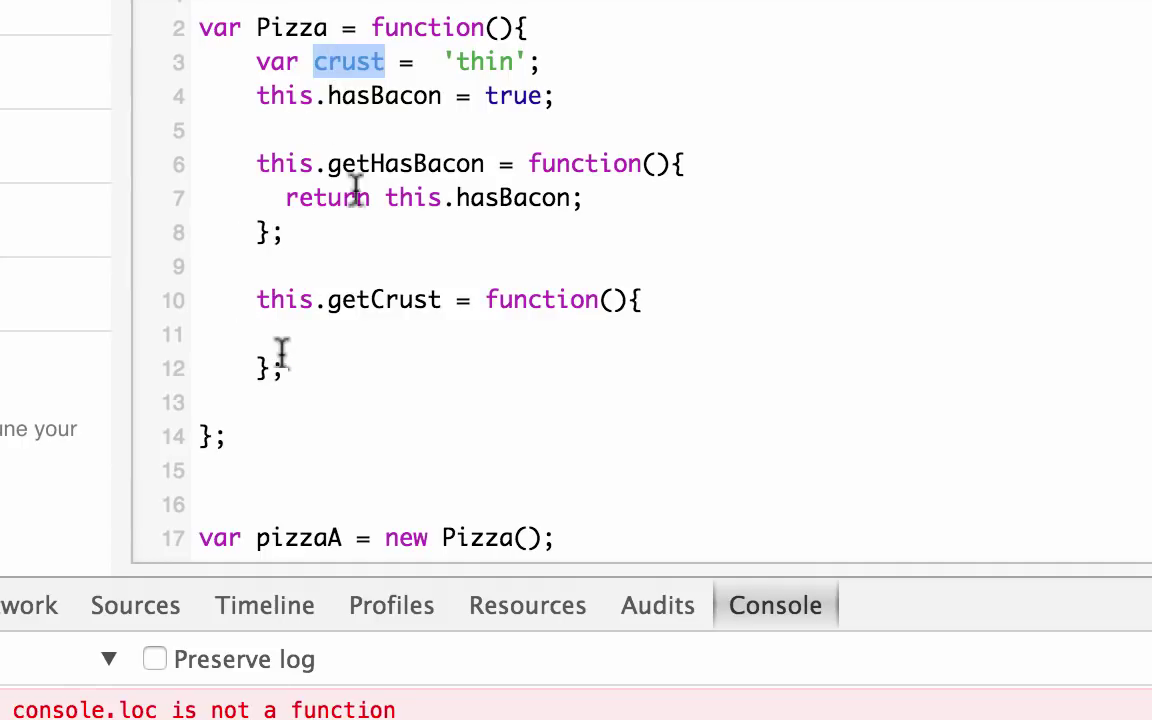 2 var Pizza = function(){
3 var crust = 'thin';
4 this.hasBacon = true;
5
6 this.getHasBacon = function(){
7 return this.hasBacon;
8 };
9
10 this.getCrust = function(){
11
12 };
13
une your
14 };
15
16
17 var pizzaA = new Pizza();
work Sources Timeline Profiles Resources Audits Console
Preserve log
console.loc is not a function